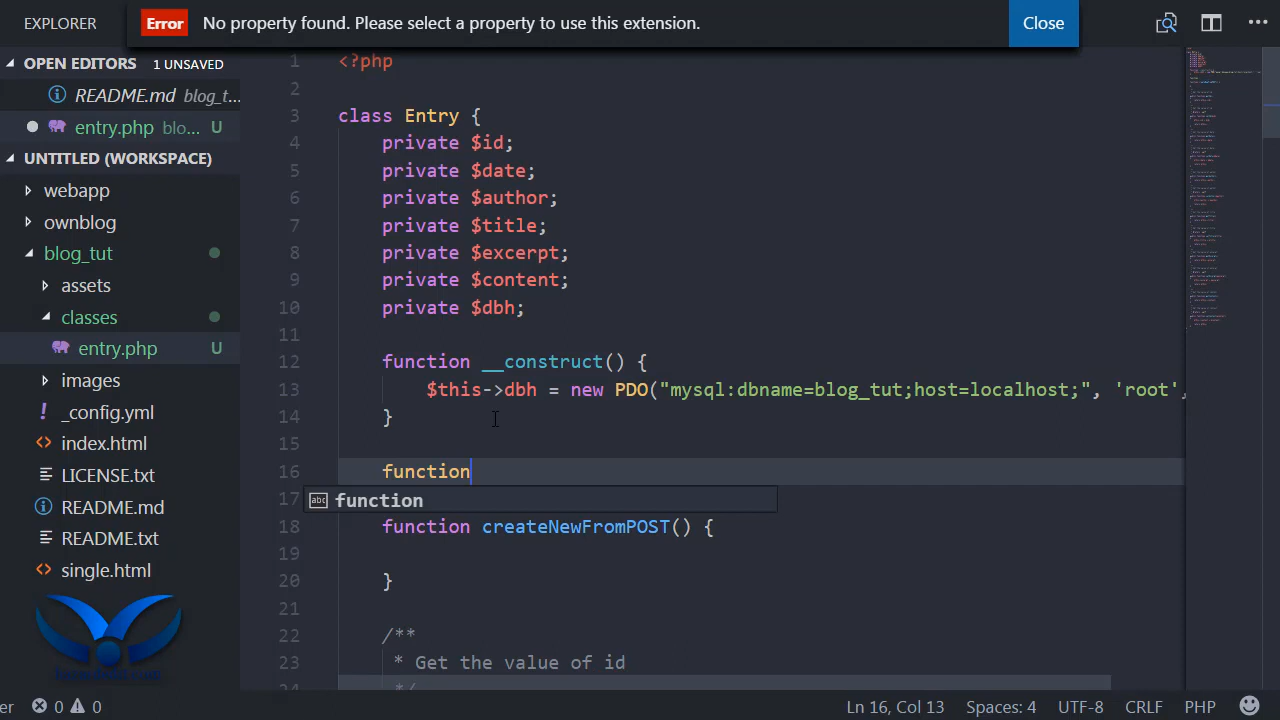 EXPLORER
Error No property found. Please select a property to use this extension. Close
OPEN EDITORS 1 UNSAVED
README.md blog_t...
entry.php blo... U
UNTITLED (WORKSPACE)
webapp
ownblog
blog_tut
assets
classes
entry.php U
images
_config.yml
index.html
LICENSE.txt
README.md
README.txt
single.html
1 <?php
2
3 class Entry {
4 private $id;
5 private $date;
6 private $author;
7 private $title;
8 private $excerpt;
9 private $content;
10 private $dbh;
11
12 function __construct() {
13 $this->dbh = new PDO("mysql:dbname=blog_tut;host=localhost;", 'root',
14 }
15
16 function
17
abc function
18 function createNewFromPOST() {
19
20 }
21
22 /**
23 * Get the value of id
24 */
er 0 0 Ln 16, Col 13 Spaces: 4 UTF-8 CRLF PHP